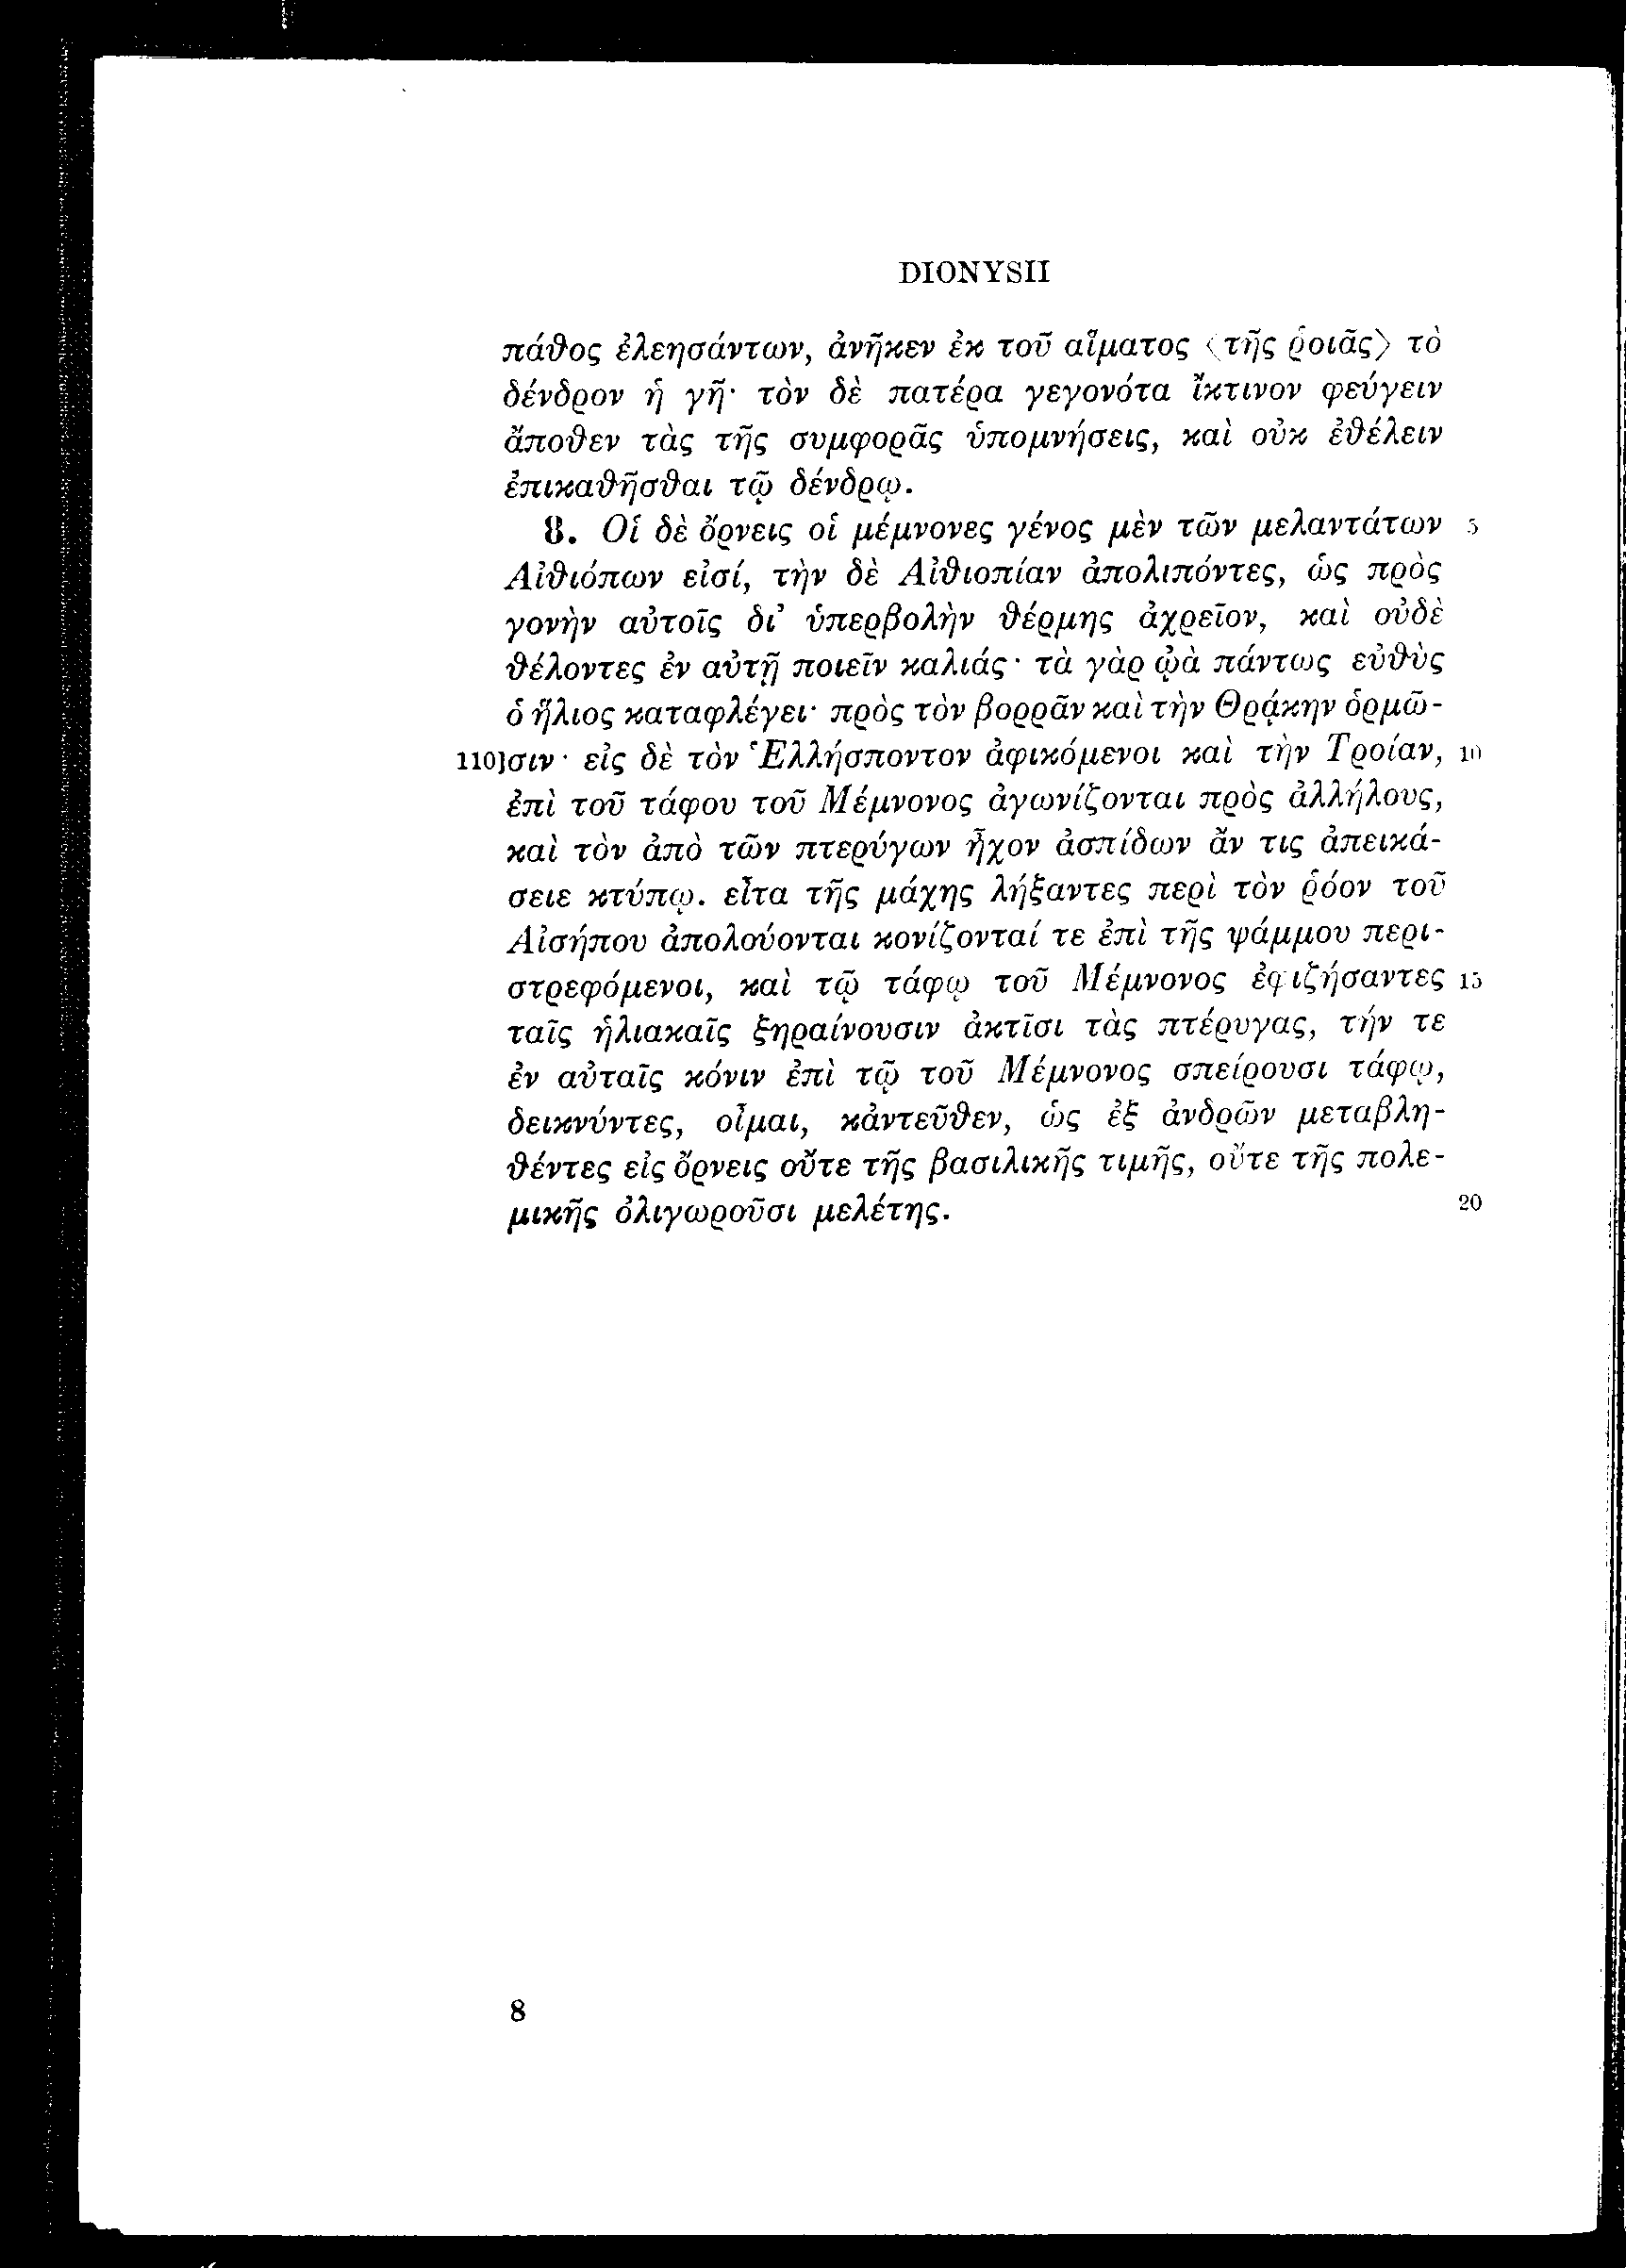 DIONYSII
πάθος ἐλεησάντων, ἀνῆκεν ἐκ τοῦ αἵματος ⟨τῆς ῥοιᾶς⟩ τὸ
δένδρον ἡ γῆ· τὸν δὲ πατέρα γεγονότα ἴκτινον φεύγειν
ἄποθεν τὰς τῆς συμφορᾶς ὑπομνήσεις, καὶ οὐκ ἐθέλειν
ἐπικαθῆσθαι τῷ δένδρῳ.
8. Οἱ δὲ ὄρνεις οἱ μέμνονες γένος μὲν τῶν μελαντάτων 5
Αἰθιόπων εἰσί, τὴν δὲ Αἰθιοπίαν ἀπολιπόντες, ὡς πρὸς
γονὴν αὐτοῖς δι’ ὑπερβολὴν θέρμης ἀχρεῖον, καὶ οὐδὲ
θέλοντες ἐν αὐτῇ ποιεῖν καλιάς· τὰ γὰρ ᾠὰ πάντως εὐθὺς
ὁ ἥλιος καταφλέγει· πρὸς τὸν βορρᾶν καὶ τὴν Θρᾴκην ὁρμῶ-
110]σιν· εἰς δὲ τὸν Ἑλλήσποντον ἀφικόμενοι καὶ τὴν Τροίαν, 10
ἐπὶ τοῦ τάφου τοῦ Μέμνονος ἀγωνίζονται πρὸς ἀλλήλους,
καὶ τὸν ἀπὸ τῶν πτερύγων ἦχον ἀσπίδων ἄν τις ἀπεικά-
σειε κτύπῳ. εἶτα τῆς μάχης λήξαντες περὶ τὸν ῥόον τοῦ
Αἰσήπου ἀπολούονται κονίζονταί τε ἐπὶ τῆς ψάμμου περι-
στρεφόμενοι, καὶ τῷ τάφῳ τοῦ Μέμνονος ἐφιζήσαντες 15
ταῖς ἡλιακαῖς ξηραίνουσιν ἀκτῖσι τὰς πτέρυγας, τήν τε
ἐν αὐταῖς κόνιν ἐπὶ τῷ τοῦ Μέμνονος σπείρουσι τάφῳ,
δεικνύντες, οἶμαι, κἀντεῦθεν, ὡς ἐξ ἀνδρῶν μεταβλη-
θέντες εἰς ὄρνεις οὔτε τῆς βασιλικῆς τιμῆς, οὔτε τῆς πολε-
μικῆς ὀλιγωροῦσι μελέτης. 20
8